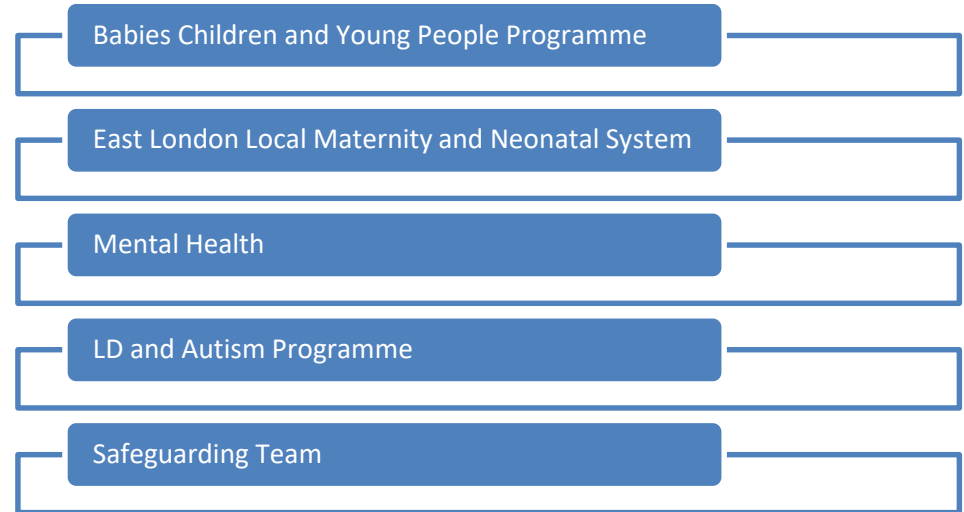 Babies Children and Young People Programme
East London Local Maternity and Neonatal System
Mental Health
LD and Autism Programme
Safeguarding Team